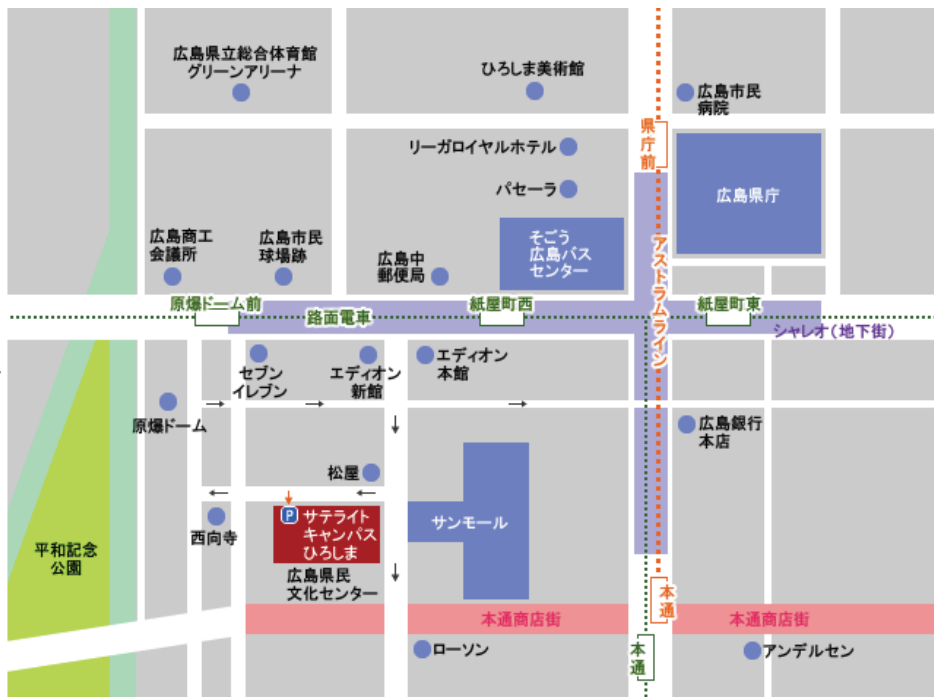 広島県立総合体育館
グリーンアリーナ
ひろしま美術館
広島市民
病院
県庁前
リーガロイヤルホテル
パセーラ
広島県庁
広島商工
会議所
広島市民
球場跡
広島中
郵便局
そごう
広島バス
センター
アストラムライン
原爆ドーム前
路面電車
紙屋町西
紙屋町東
シャレオ(地下街)
セブン
イレブン
エディオン
新館
エディオン
本館
原爆ドーム
広島銀行
本店
松屋
西向寺
P
サテライト
キャンパス
ひろしま
サンモール
平和記念
公園
広島県民
文化センター
本通
本通商店街
本通商店街
本通
ローソン
アンデルセン